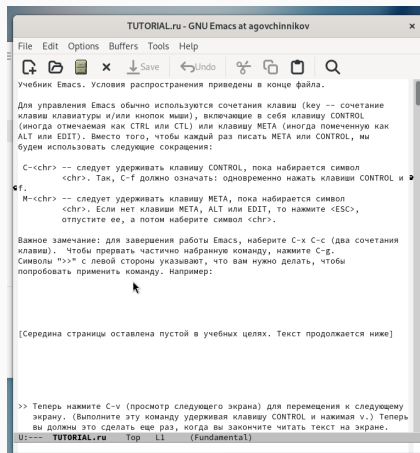 TUTORIAL.ru - GNU Emacs at agovchinnikov
File Edit Options Buffers Tools Help
Save Undo
Учебник Emacs. Условия распространения приведены в конце файла.
Для управления Emacs обычно используются сочетания клавиш (key -- сочетание
клавиш клавиатуры и/или кнопок мыши), включающие в себя клавишу CONTROL
(иногда отмечаемая как CTRL или CTL) или клавишу META (иногда помеченную как
ALT или EDIT). Вместо того, чтобы каждый раз писать META или CONTROL, мы
будем использовать следующие сокращения:
C-<chr> -- следует удерживать клавишу CONTROL, пока набирается символ
<chr>. Так, C-f должно означать: одновременно нажать клавиши CONTROL и
f.
M-<chr> -- следует удерживать клавишу META, пока набирается символ
<chr>. Если нет клавиши META, ALT или EDIT, то нажмите <ESC>,
отпустите ее, а потом наберите символ <chr>.
Важное замечание: для завершения работы Emacs, наберите C-x C-c (два сочетания
клавиш). Чтобы прервать частично набранную команду, нажмите C-g.
Символы ">>" с левой стороны указывают, что вам нужно делать, чтобы
попробовать применить команду. Например:
[Середина страницы оставлена пустой в учебных целях. Текст продолжается ниже]
>> Теперь нажмите C-v (просмотр следующего экрана) для перемещения к следующему
экрану. (Выполните эту команду удерживая клавишу CONTROL и нажимая v.) Теперь
вы должны это сделать еще раз, когда вы закончите читать текст на экране.
U:--- TUTORIAL.ru Top L1 (Fundamental)